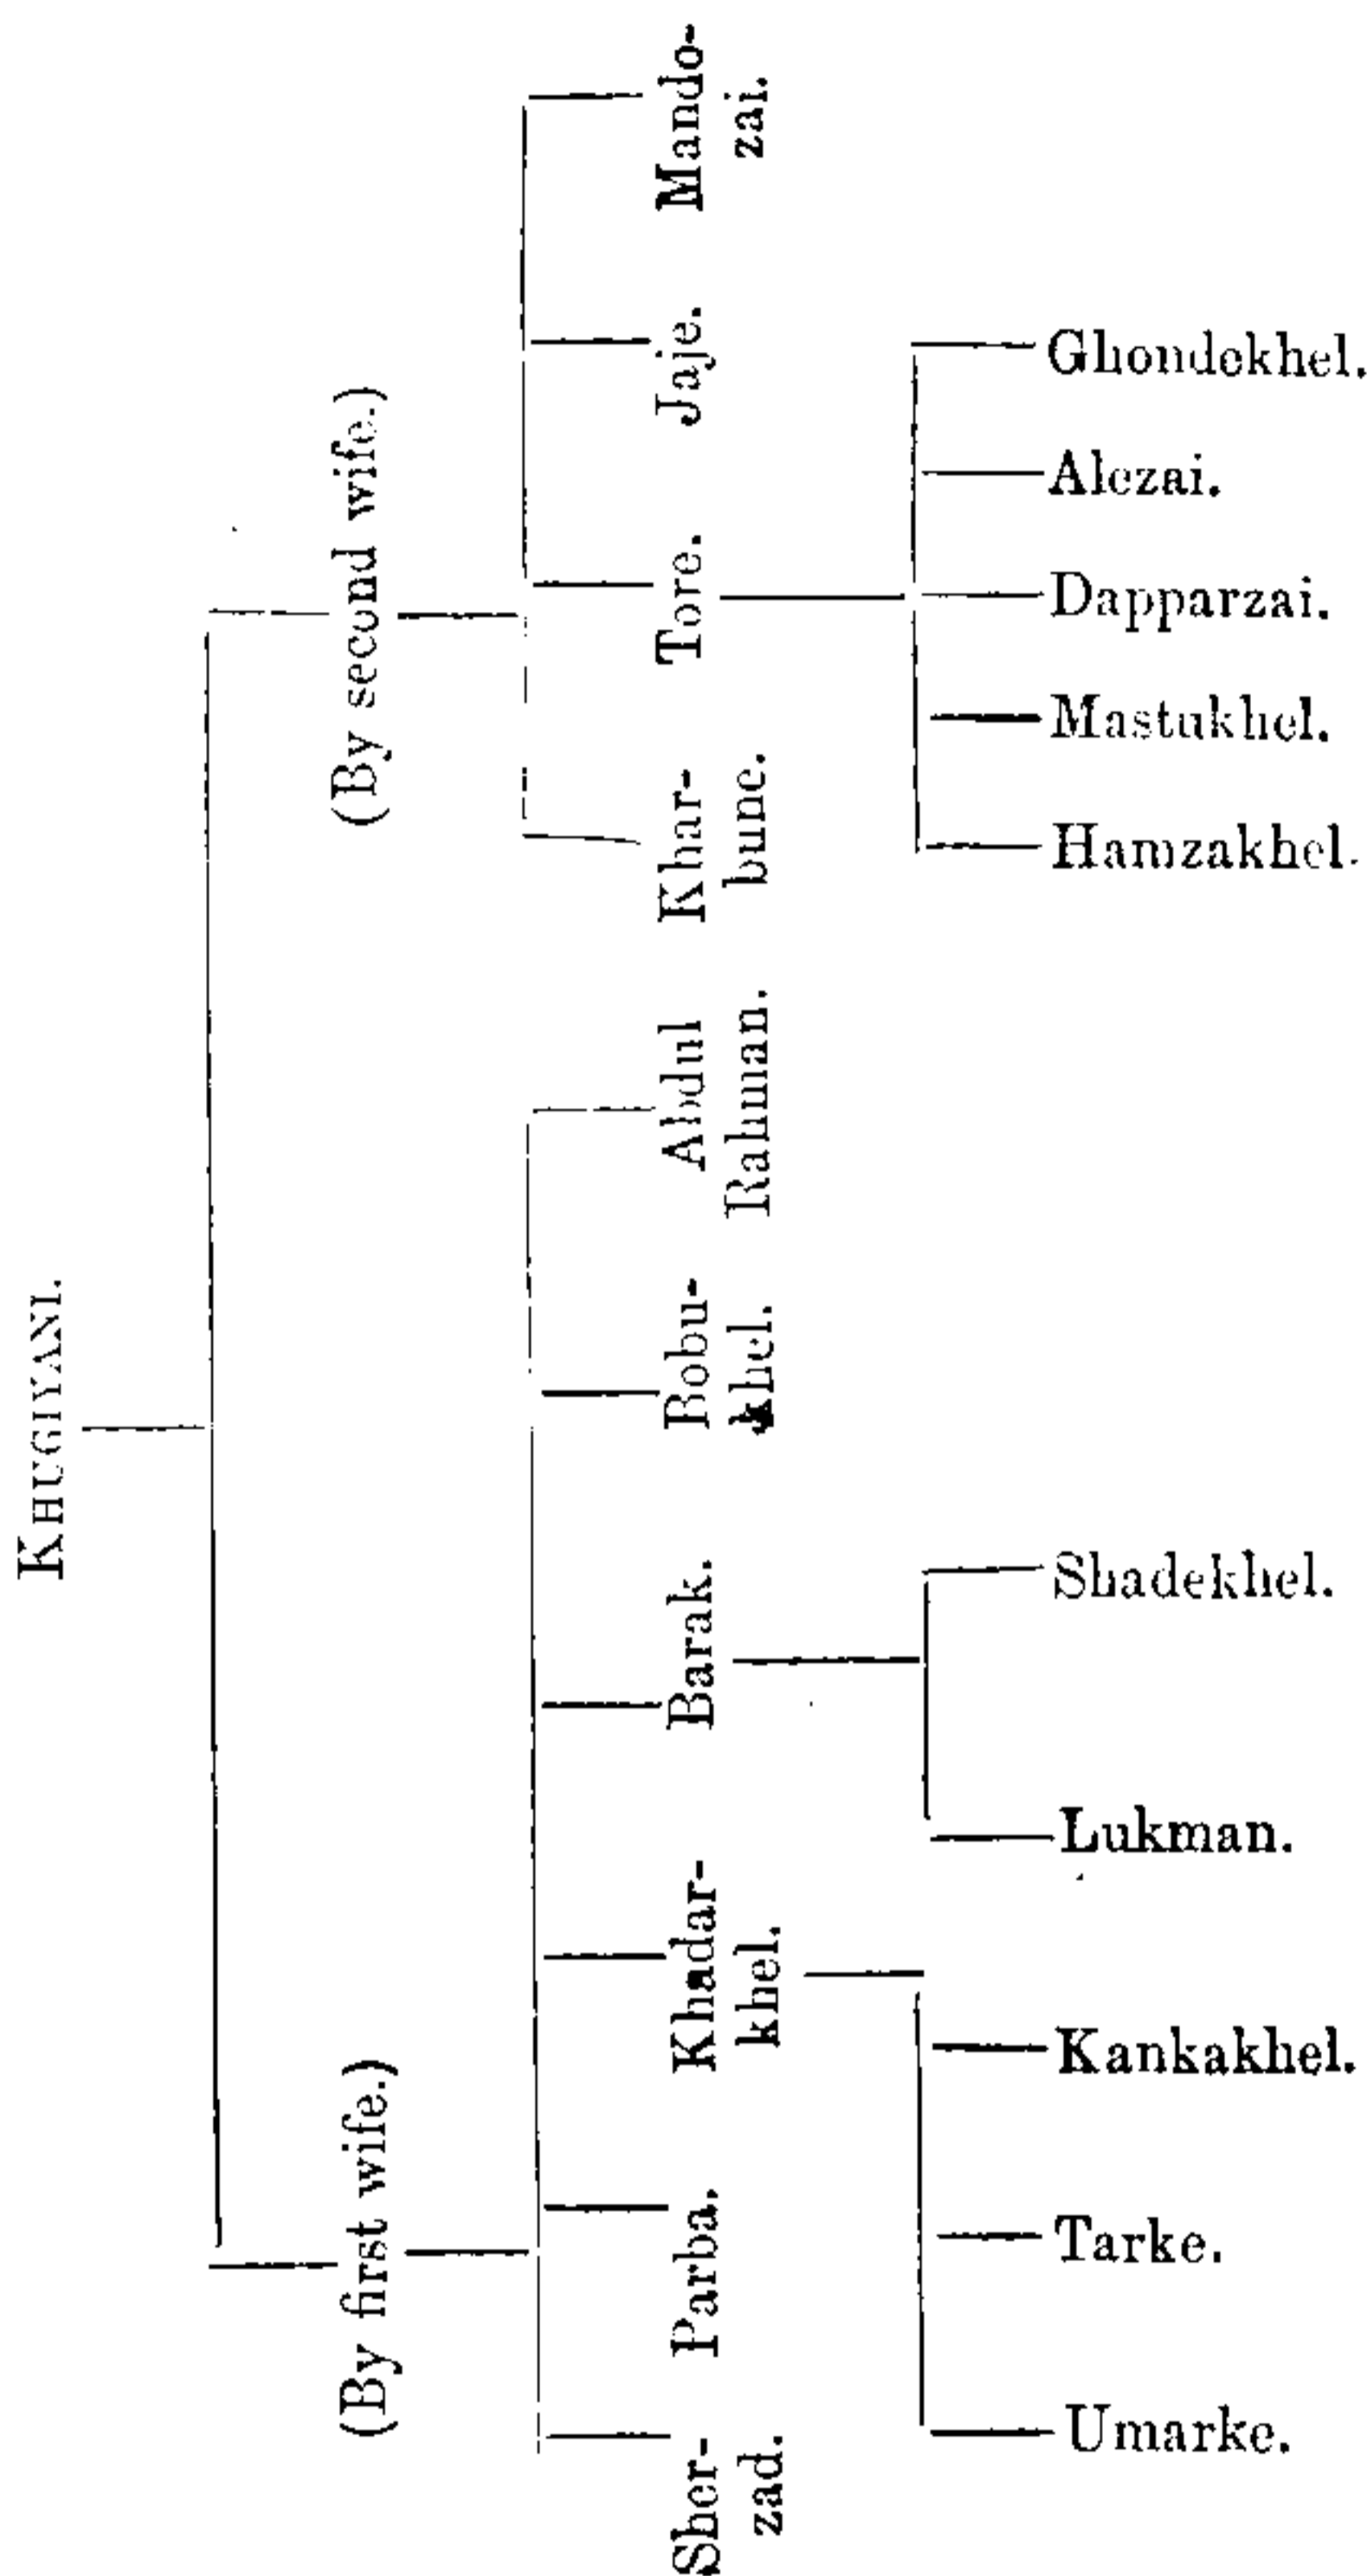 KHUGIYANI.
(By first wife.)
(By second wife.)
Sher-
zad.
Parba.
Khadar-
khel.
Barak.
Bobu-
khel.
Abdul
Rahman.
Khar-
bune.
Tore.
Jaje.
Mando-
zai.
Umarke.
Tarke.
Kankakhel.
Lukman.
Shadekhel.
Hamzakhel.
Mastukhel.
Dapparzai.
Alezai.
Ghondekhel.